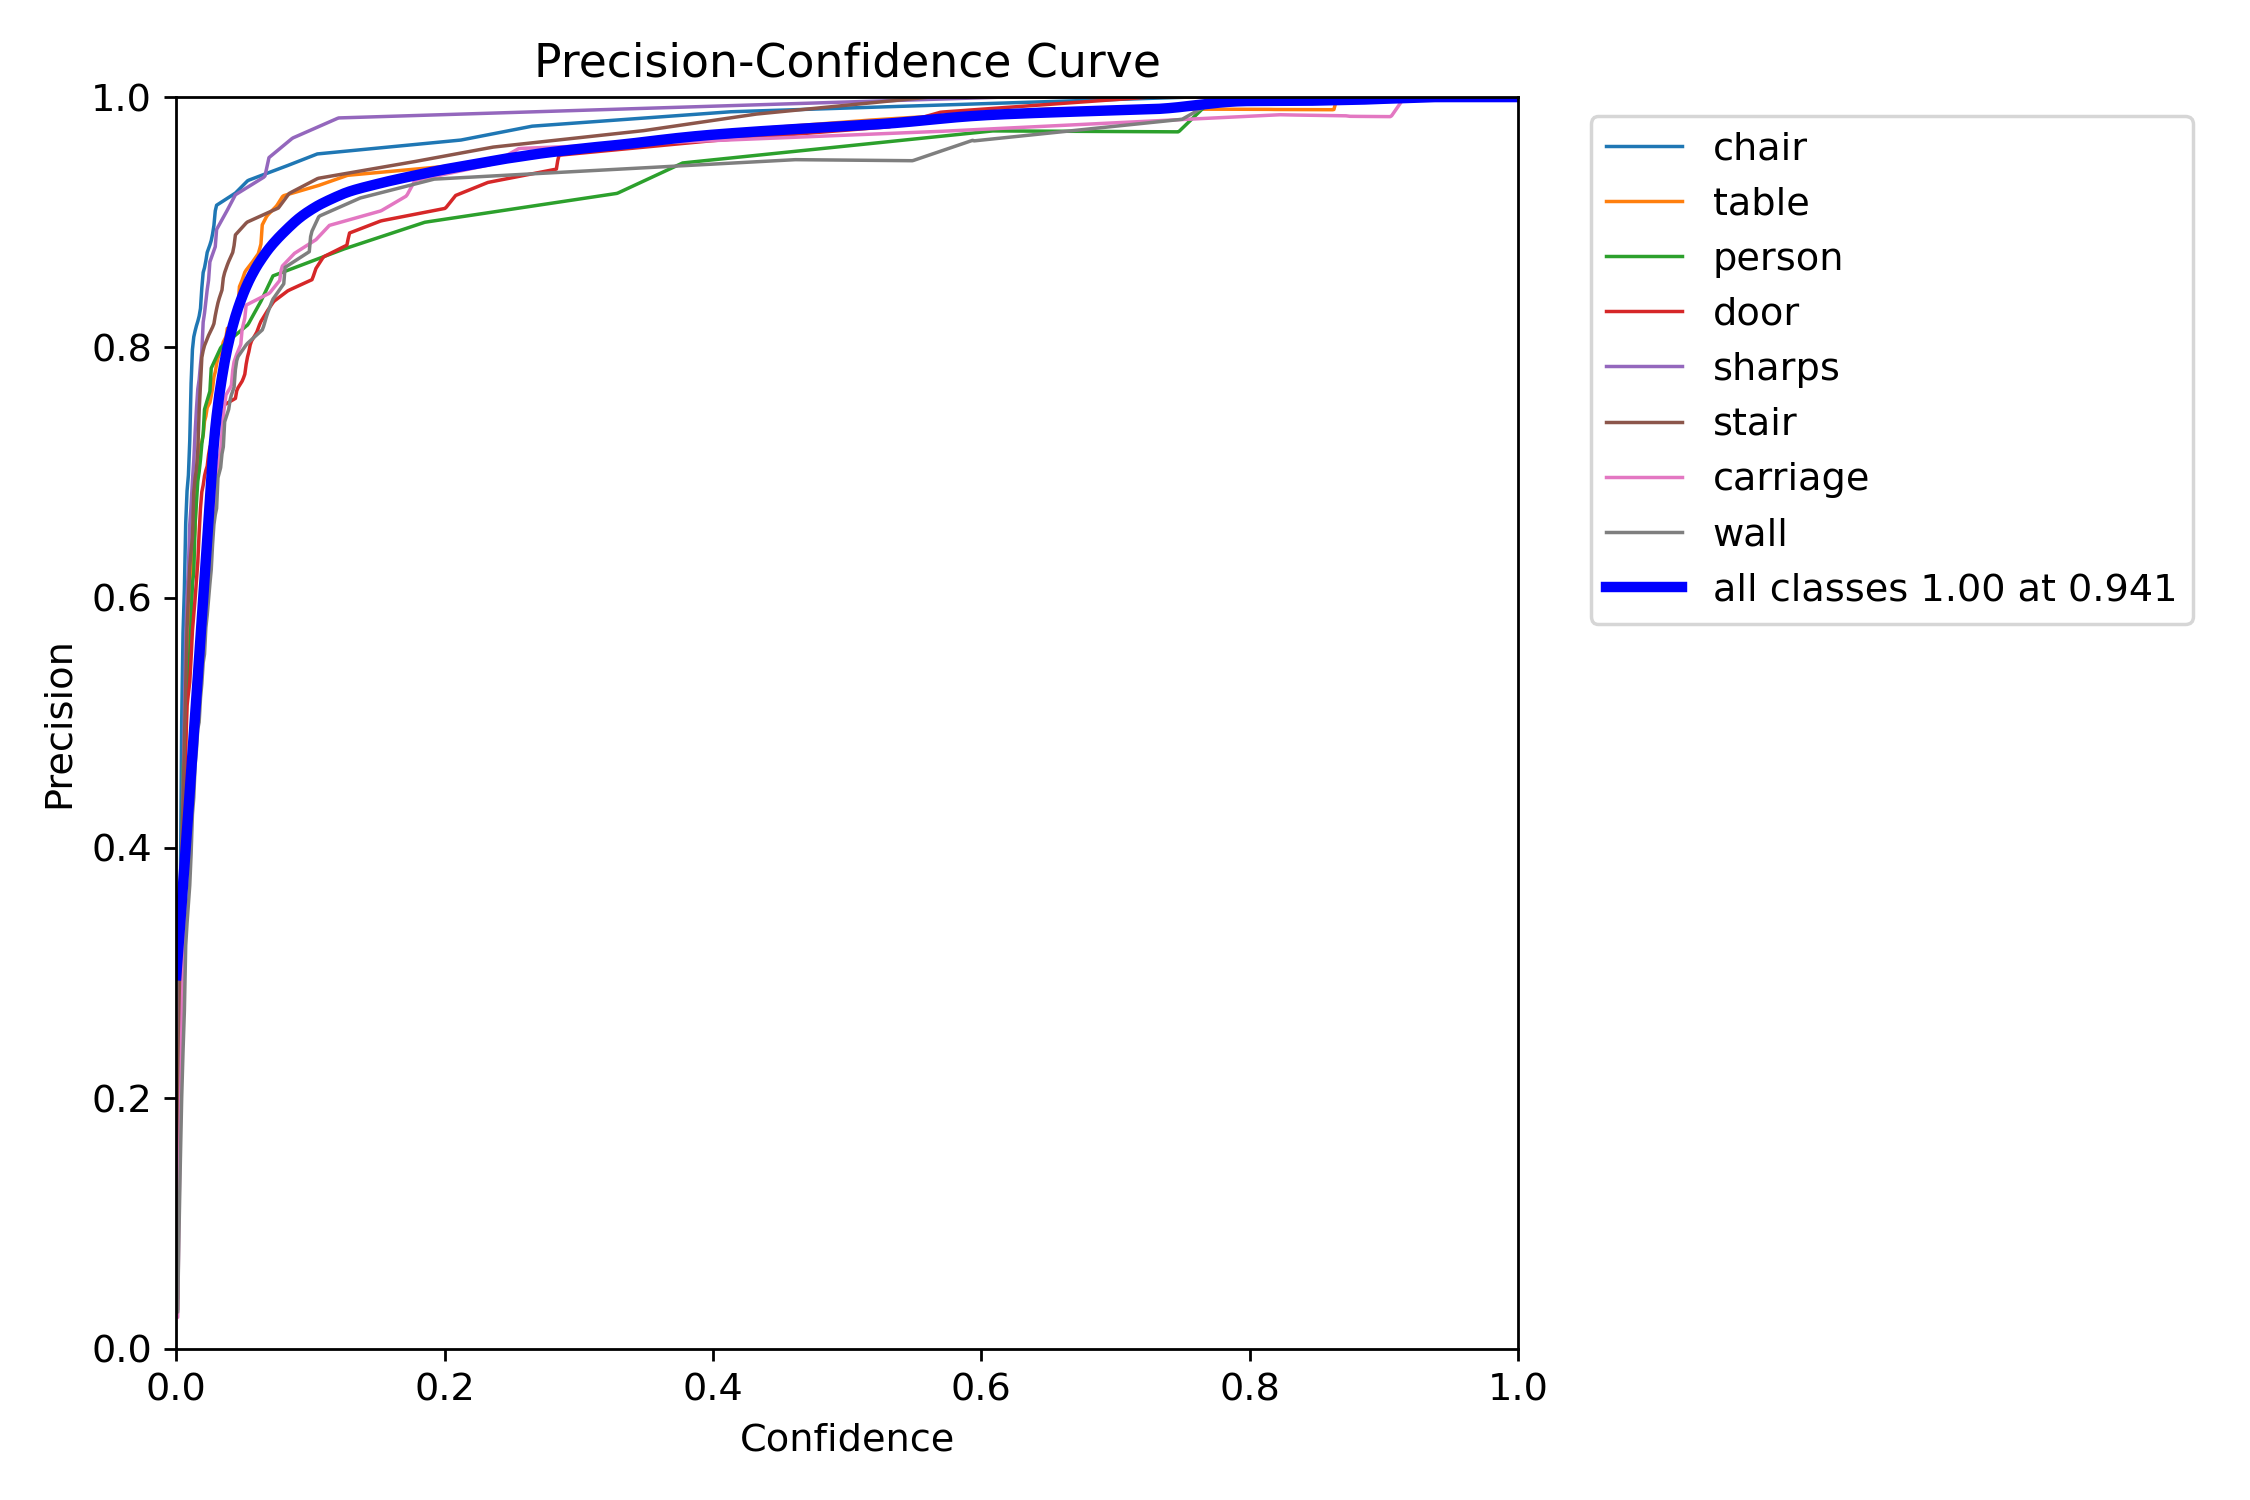 Precision-Confidence Curve
1.0
0.8
0.6
0.4
0.2
0.0
Precision
0.0 0.2 0.4 0.6 0.8 1.0
Confidence
chair
table
person
door
sharps
stair
carriage
wall
all classes 1.00 at 0.941